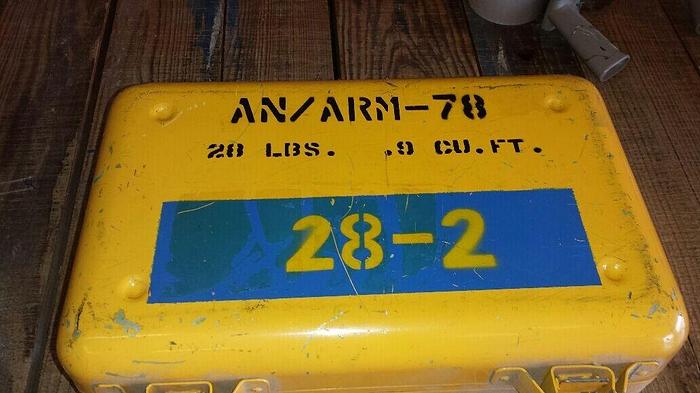 AN/ARM-78
28 LBS. .9 CU.FT.
28-2